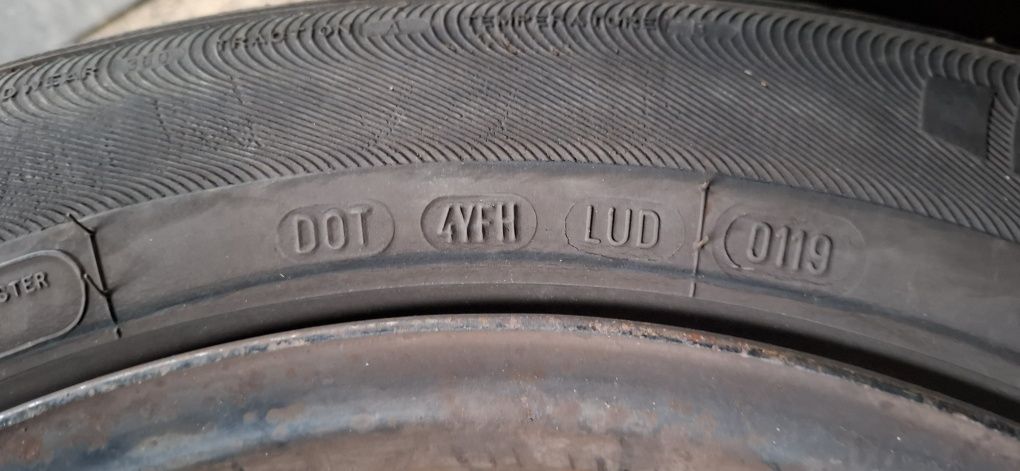 TRACTION A TEMPERATURE A
DOT 4YFH LUD 0119